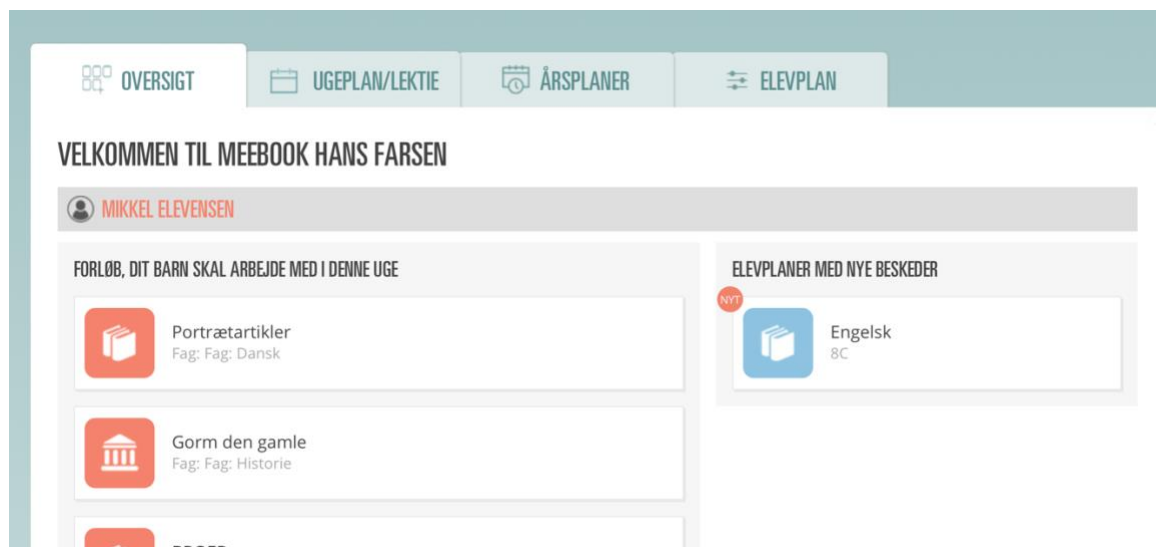 OVERSIGT
UGEPLAN/LEKTIE
ÅRSPLANER
ELEVPLAN
VELKOMMEN TIL MEEBOOK HANS FARSEN
MIKKEL ELEVENSEN
FORLØB, DIT BARN SKAL ARBEJDE MED I DENNE UGE
Portrætartikler
Fag: Fag: Dansk
Gorm den gamle
Fag: Fag: Historie
ELEVPLANER MED NYE BESKEDER
NYT
Engelsk
8C